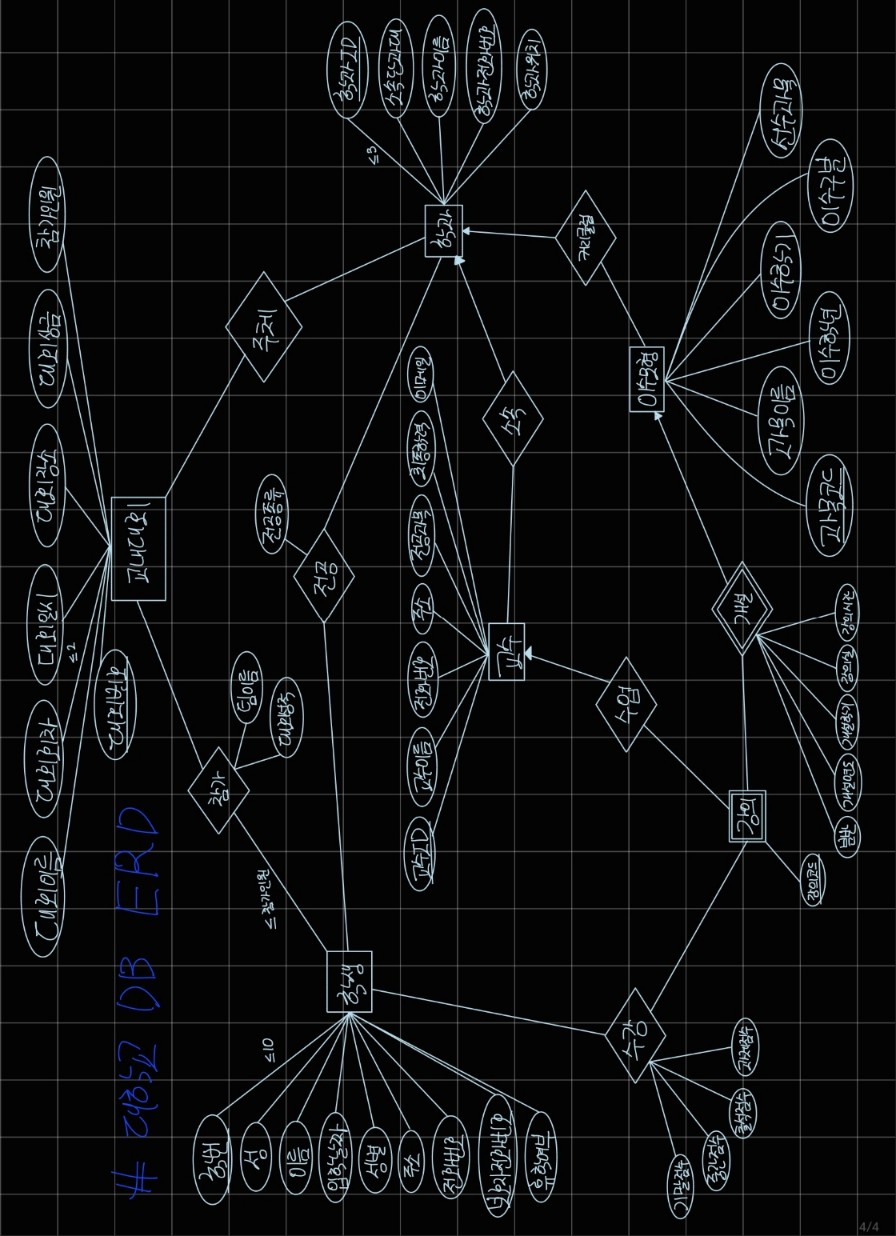 대회이름
대회회차
대회일시
대회장소
대회상금
참가인원
≤2
대회번호
교내대회
# 대학교 DB ERD
학번
성
이름
입학날짜
성별
주소
전화번호
보호자전화번호
휴학여부
≤10
≤ 참가인원
참가
팀이름
대회성적
주체
학생
전공
전공종류
학과ID
≤3
소속단과대
학과이름
학과전화번호
학과위치
학과
교수ID
교수이름
전화번호
주소
전공과목
최종학력
이메일
교수
소속
커리큘럼
수강
기말점수
중간점수
출석점수
과제점수
수업
이수모형
강의
개설
강의코드
분반
개설연도
개설학기
강의실
강의시간
과목이름
이수학기
선수과목
과목코드
이수학년
이수구분
4/4